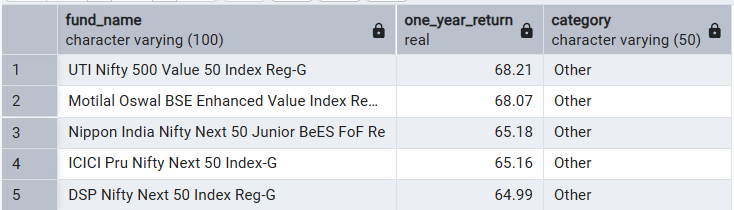 fund_name one_year_return category
character varying (100) real character varying (50)
1 UTI Nifty 500 Value 50 Index Reg-G 68.21 Other
2 Motilal Oswal BSE Enhanced Value Index Re... 68.07 Other
3 Nippon India Nifty Next 50 Junior BeES FoF Re 65.18 Other
4 ICICI Pru Nifty Next 50 Index-G 65.16 Other
5 DSP Nifty Next 50 Index Reg-G 64.99 Other